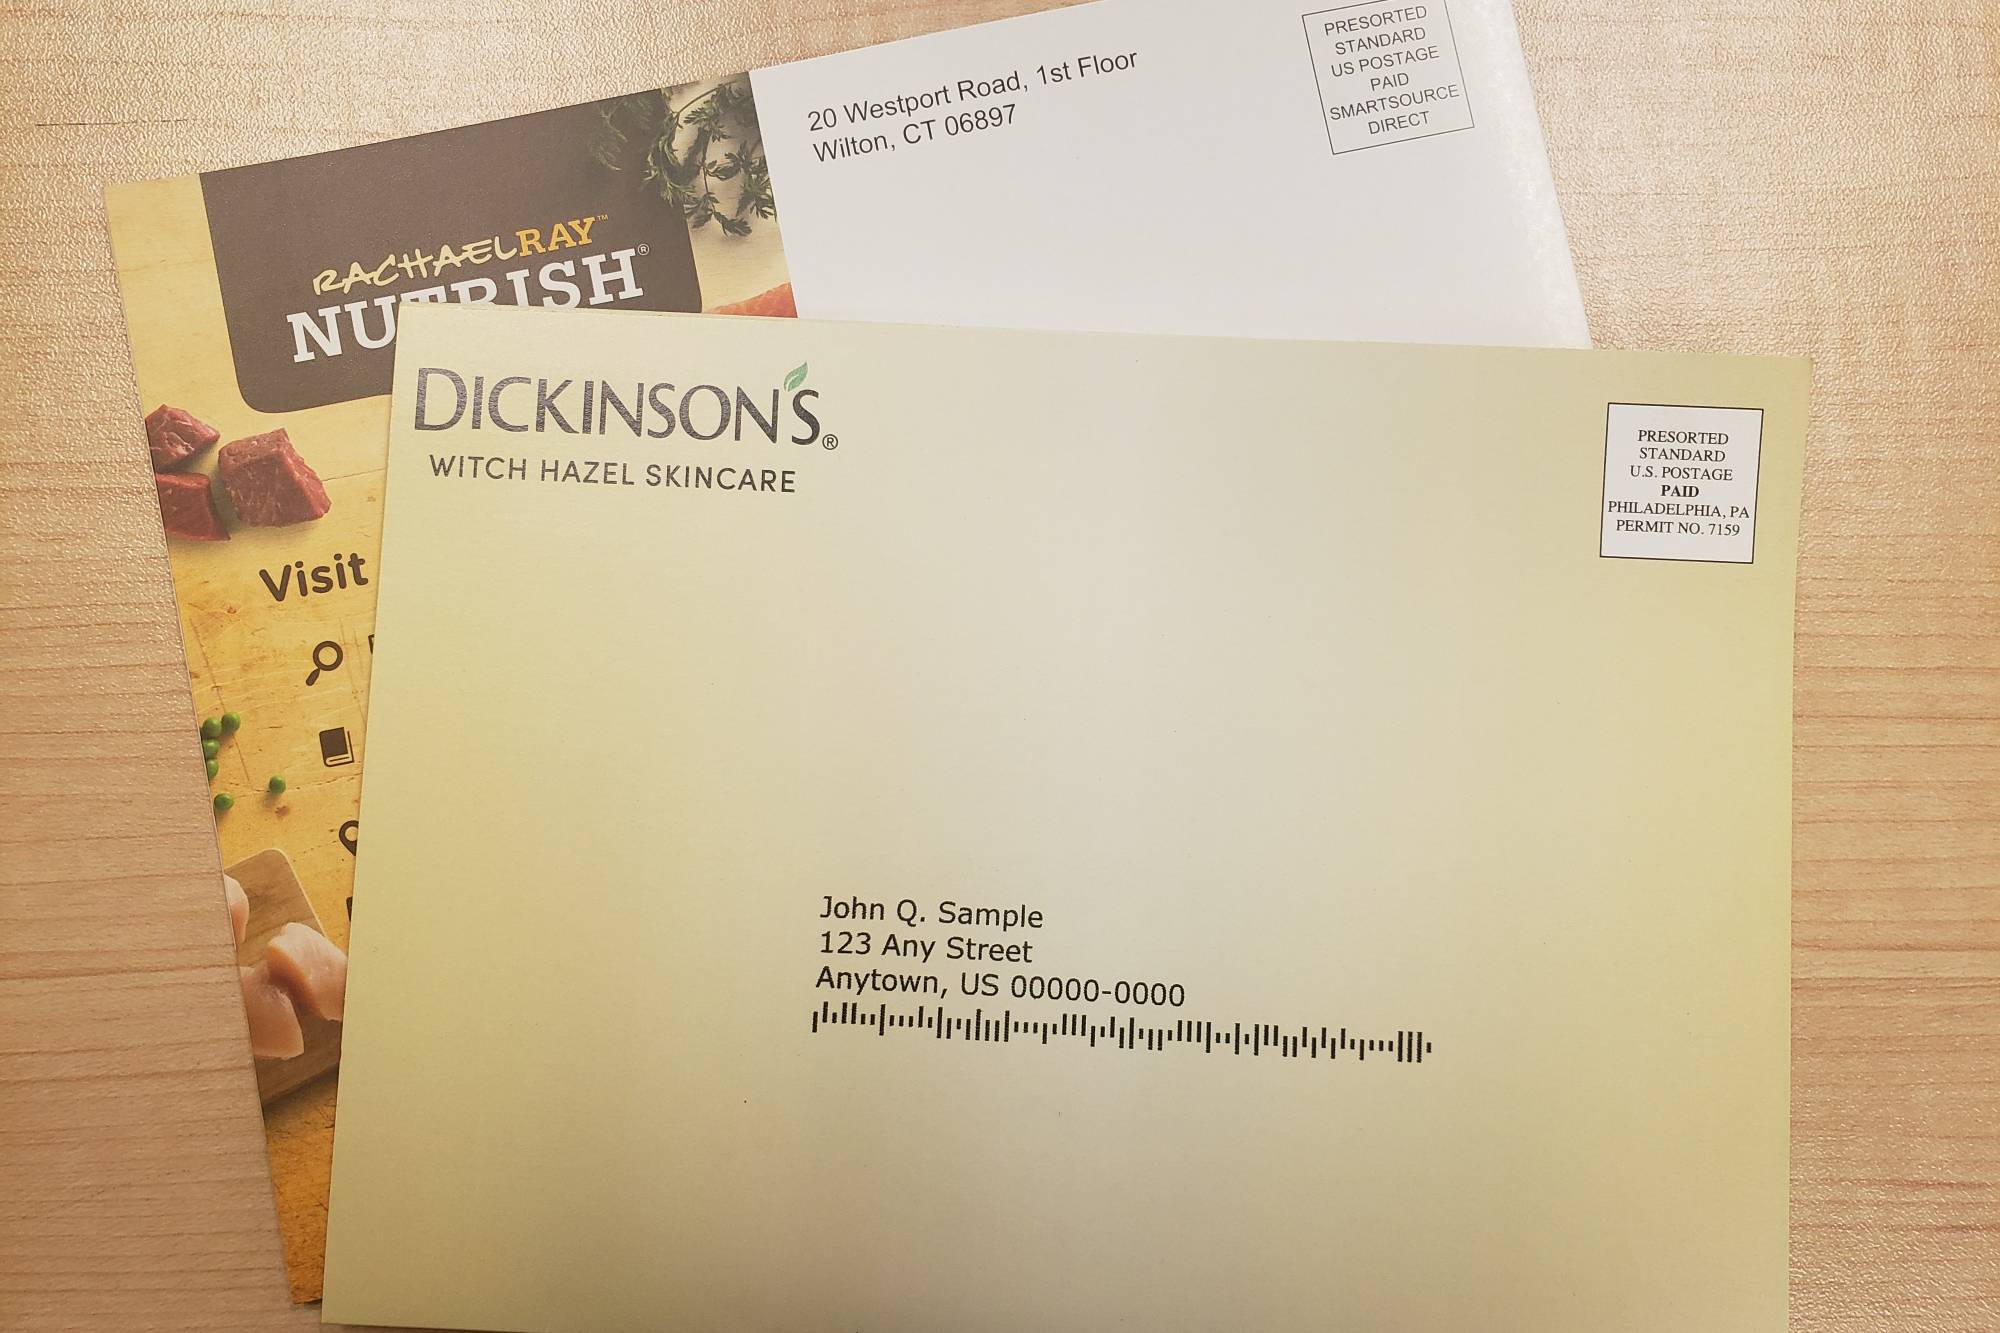 20 Westport Road, 1st Floor
Wilton, CT 06897
PRESORTED
STANDARD
US POSTAGE
PAID
SMARTSOURCE
DIRECT
RACHAELRAY™
NUTRISH®
Visit
DICKINSON'S®
WITCH HAZEL SKINCARE
PRESORTED
STANDARD
U.S. POSTAGE
PAID
PHILADELPHIA, PA
PERMIT NO. 7159
John Q. Sample
123 Any Street
Anytown, US 00000-0000